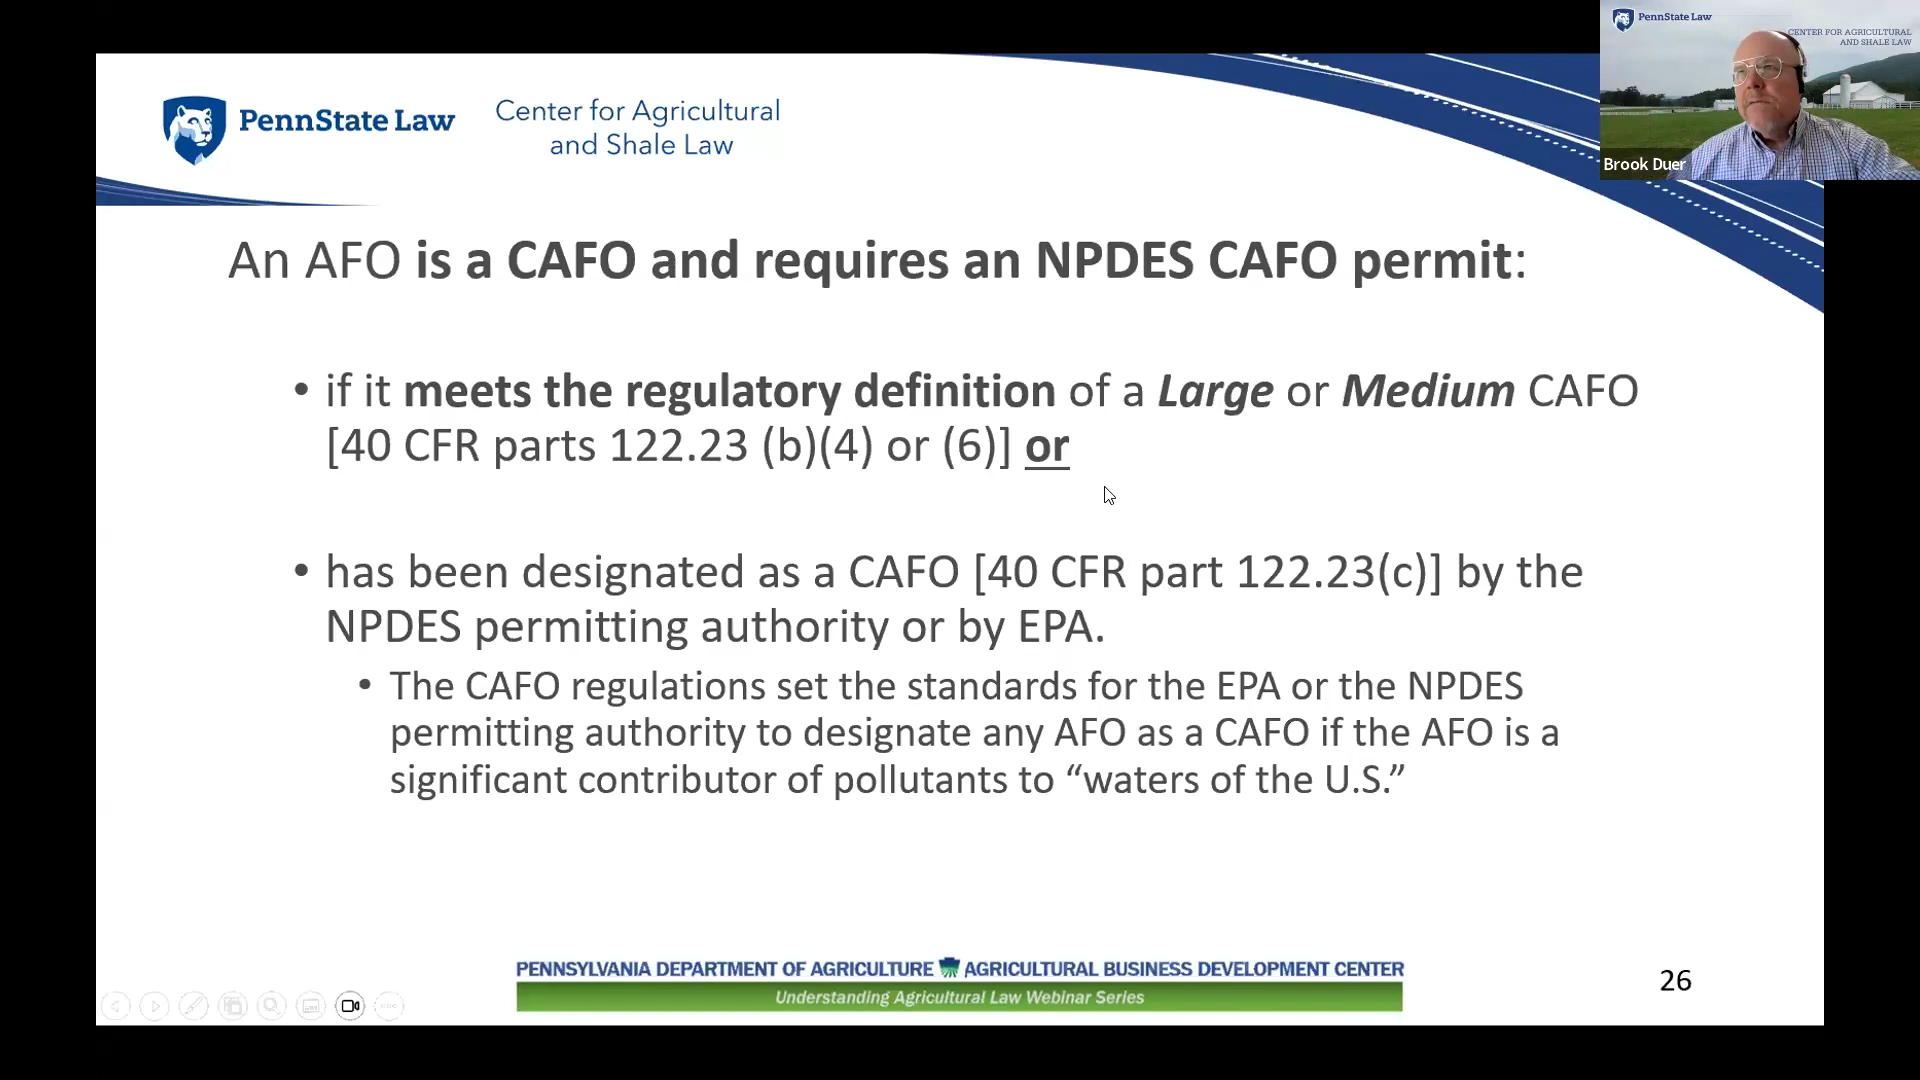 PennState Law
CENTER FOR AGRICULTURAL
AND SHALE LAW
Brook Duer
PennState Law
Center for Agricultural
and Shale Law
An AFO is a CAFO and requires an NPDES CAFO permit:
• if it meets the regulatory definition of a Large or Medium CAFO
[40 CFR parts 122.23 (b)(4) or (6)] or
• has been designated as a CAFO [40 CFR part 122.23(c)] by the
NPDES permitting authority or by EPA.
• The CAFO regulations set the standards for the EPA or the NPDES
permitting authority to designate any AFO as a CAFO if the AFO is a
significant contributor of pollutants to “waters of the U.S.”
PENNSYLVANIA DEPARTMENT OF AGRICULTURE AGRICULTURAL BUSINESS DEVELOPMENT CENTER
Understanding Agricultural Law Webinar Series
26